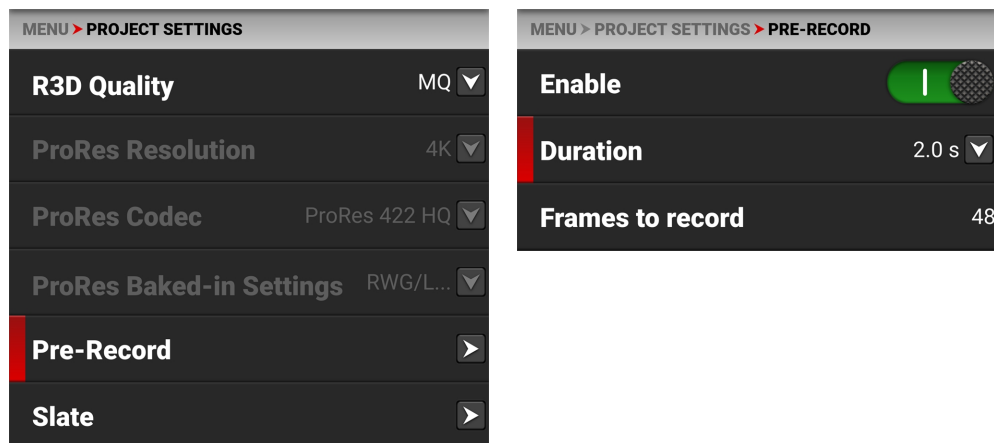 MENU PROJECT SETTINGS
R3D Quality MQ
ProRes Resolution 4K
ProRes Codec ProRes 422 HQ
ProRes Baked-in Settings RWG/L...
Pre-Record
Slate
MENU PROJECT SETTINGS PRE-RECORD
Enable
Duration 2.0 s
Frames to record 48